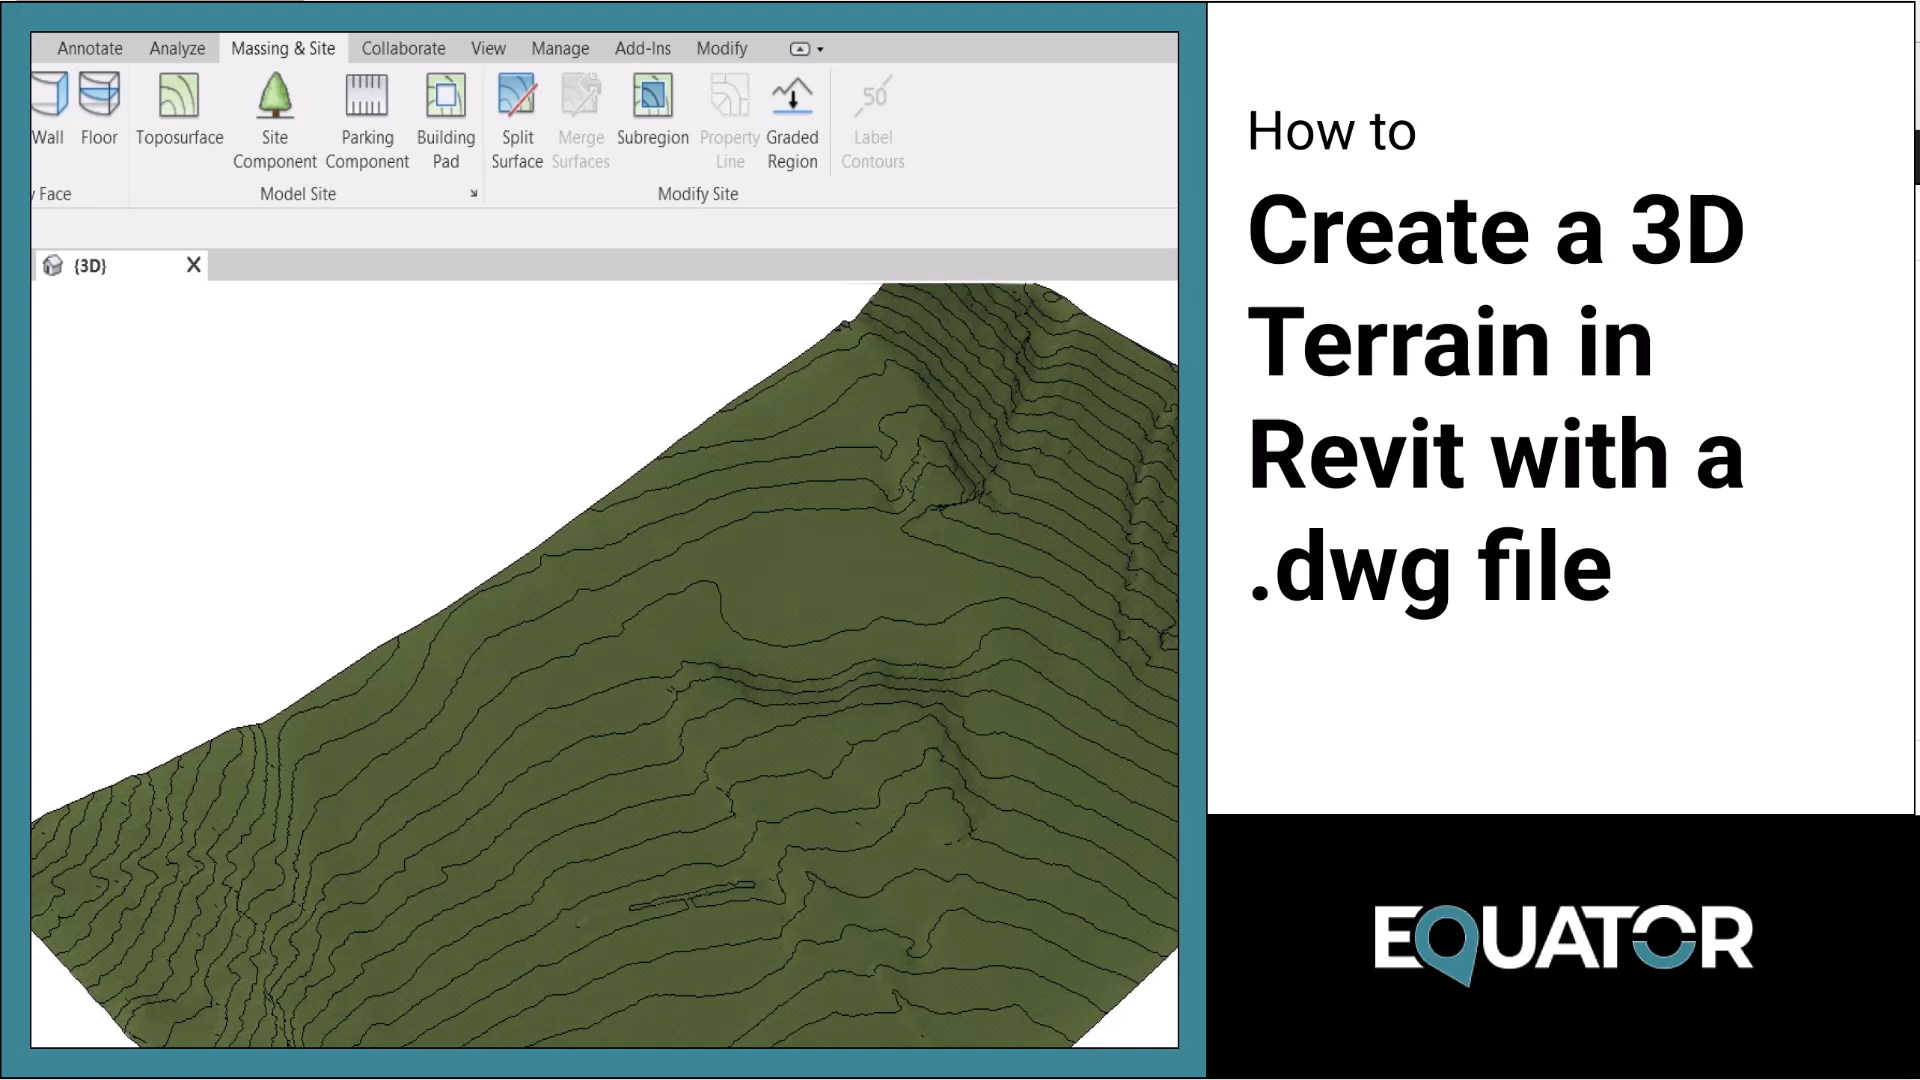 Annotate Analyze Massing & Site Collaborate View Manage Add-Ins Modify
Wall Floor Toposurface Site Component Parking Component Building Pad Split Surface Merge Surfaces Subregion Property Line Graded Region 50 Label Contours
Face Model Site Modify Site
{3D} X
How to
Create a 3D
Terrain in
Revit with a
.dwg file
EQUATOR